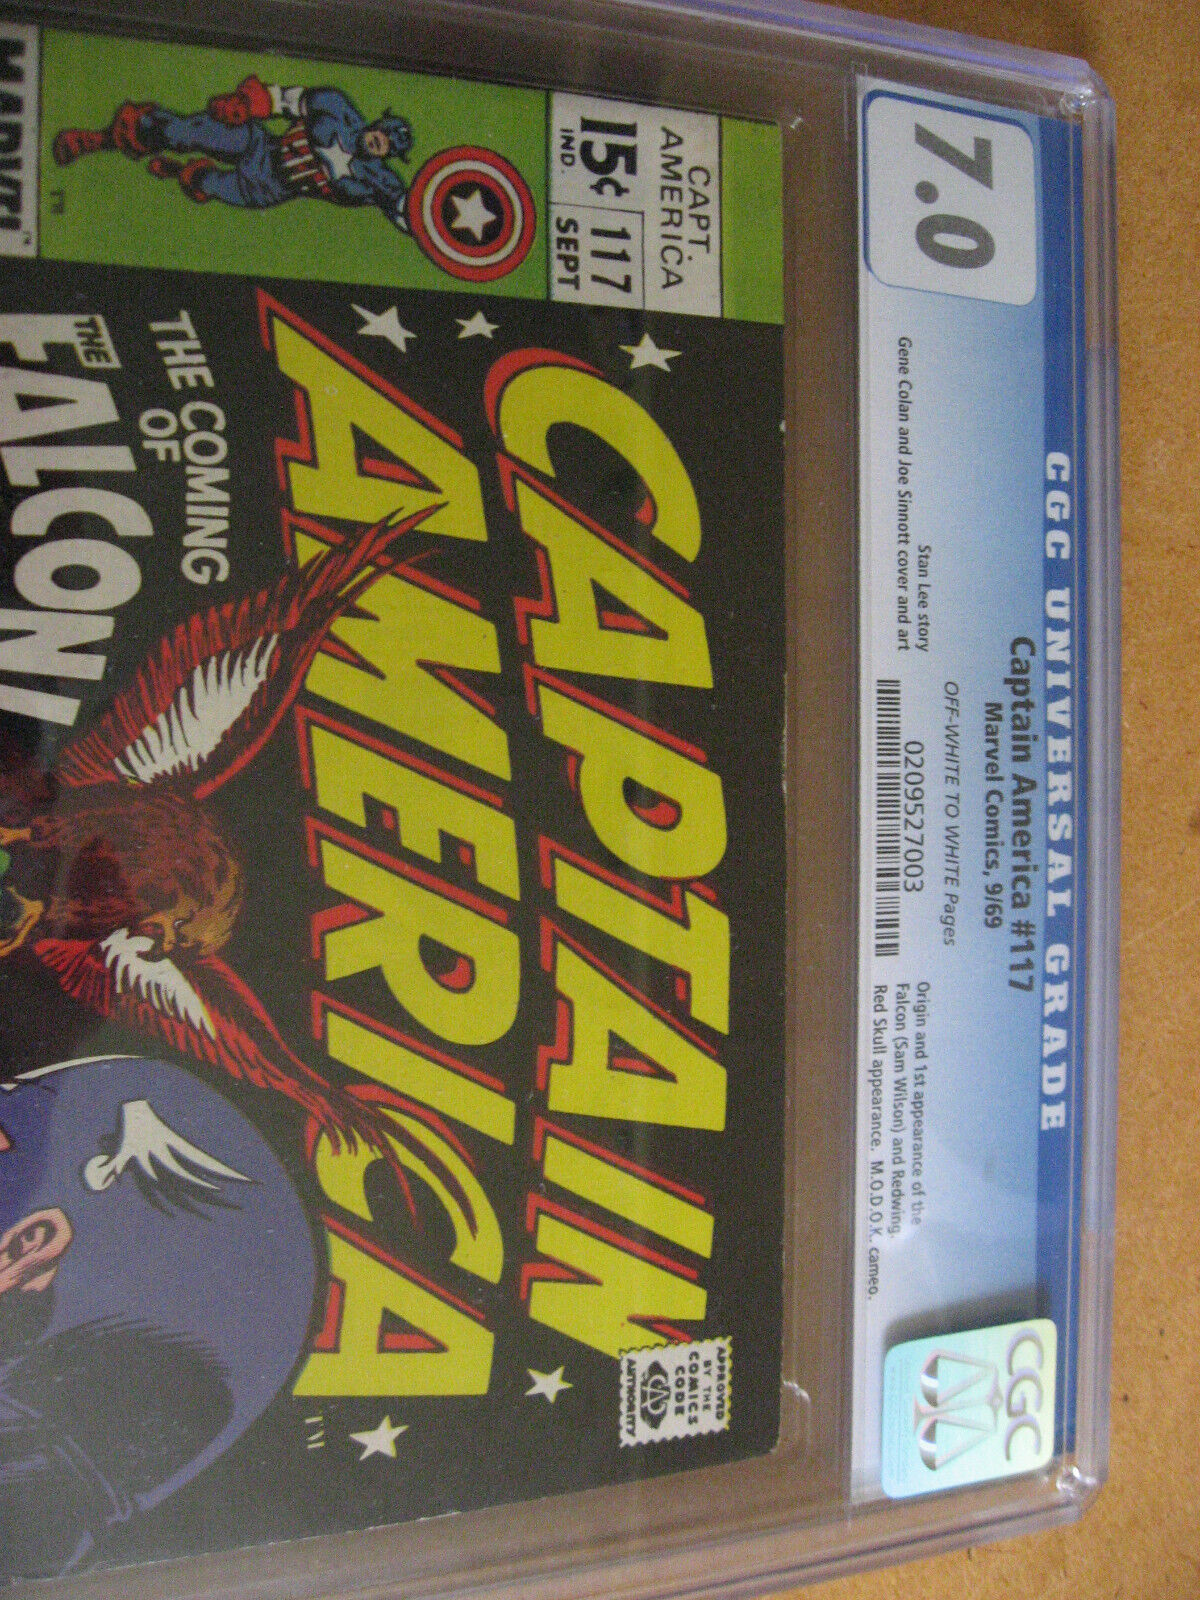 CGC UNIVERSAL GRADE
7.0
Captain America #117
Marvel Comics, 9/69
OFF-WHITE TO WHITE Pages
Stan Lee story
Gene Colan and Joe Sinnott cover and art
0209527003
Origin and 1st appearance of the
Falcon (Sam Wilson) and Redwing.
Red Skull appearance. M.O.D.O.K. cameo.
CGC
CAPT.
AMERICA
15¢
IND.
117
SEPT
MARVEL
TM
CAPTAIN
AMERICA
TM
APPROVED
BY THE
COMICS
CODE
AUTHORITY
CA
THE COMING
OF
THE
FALCON!